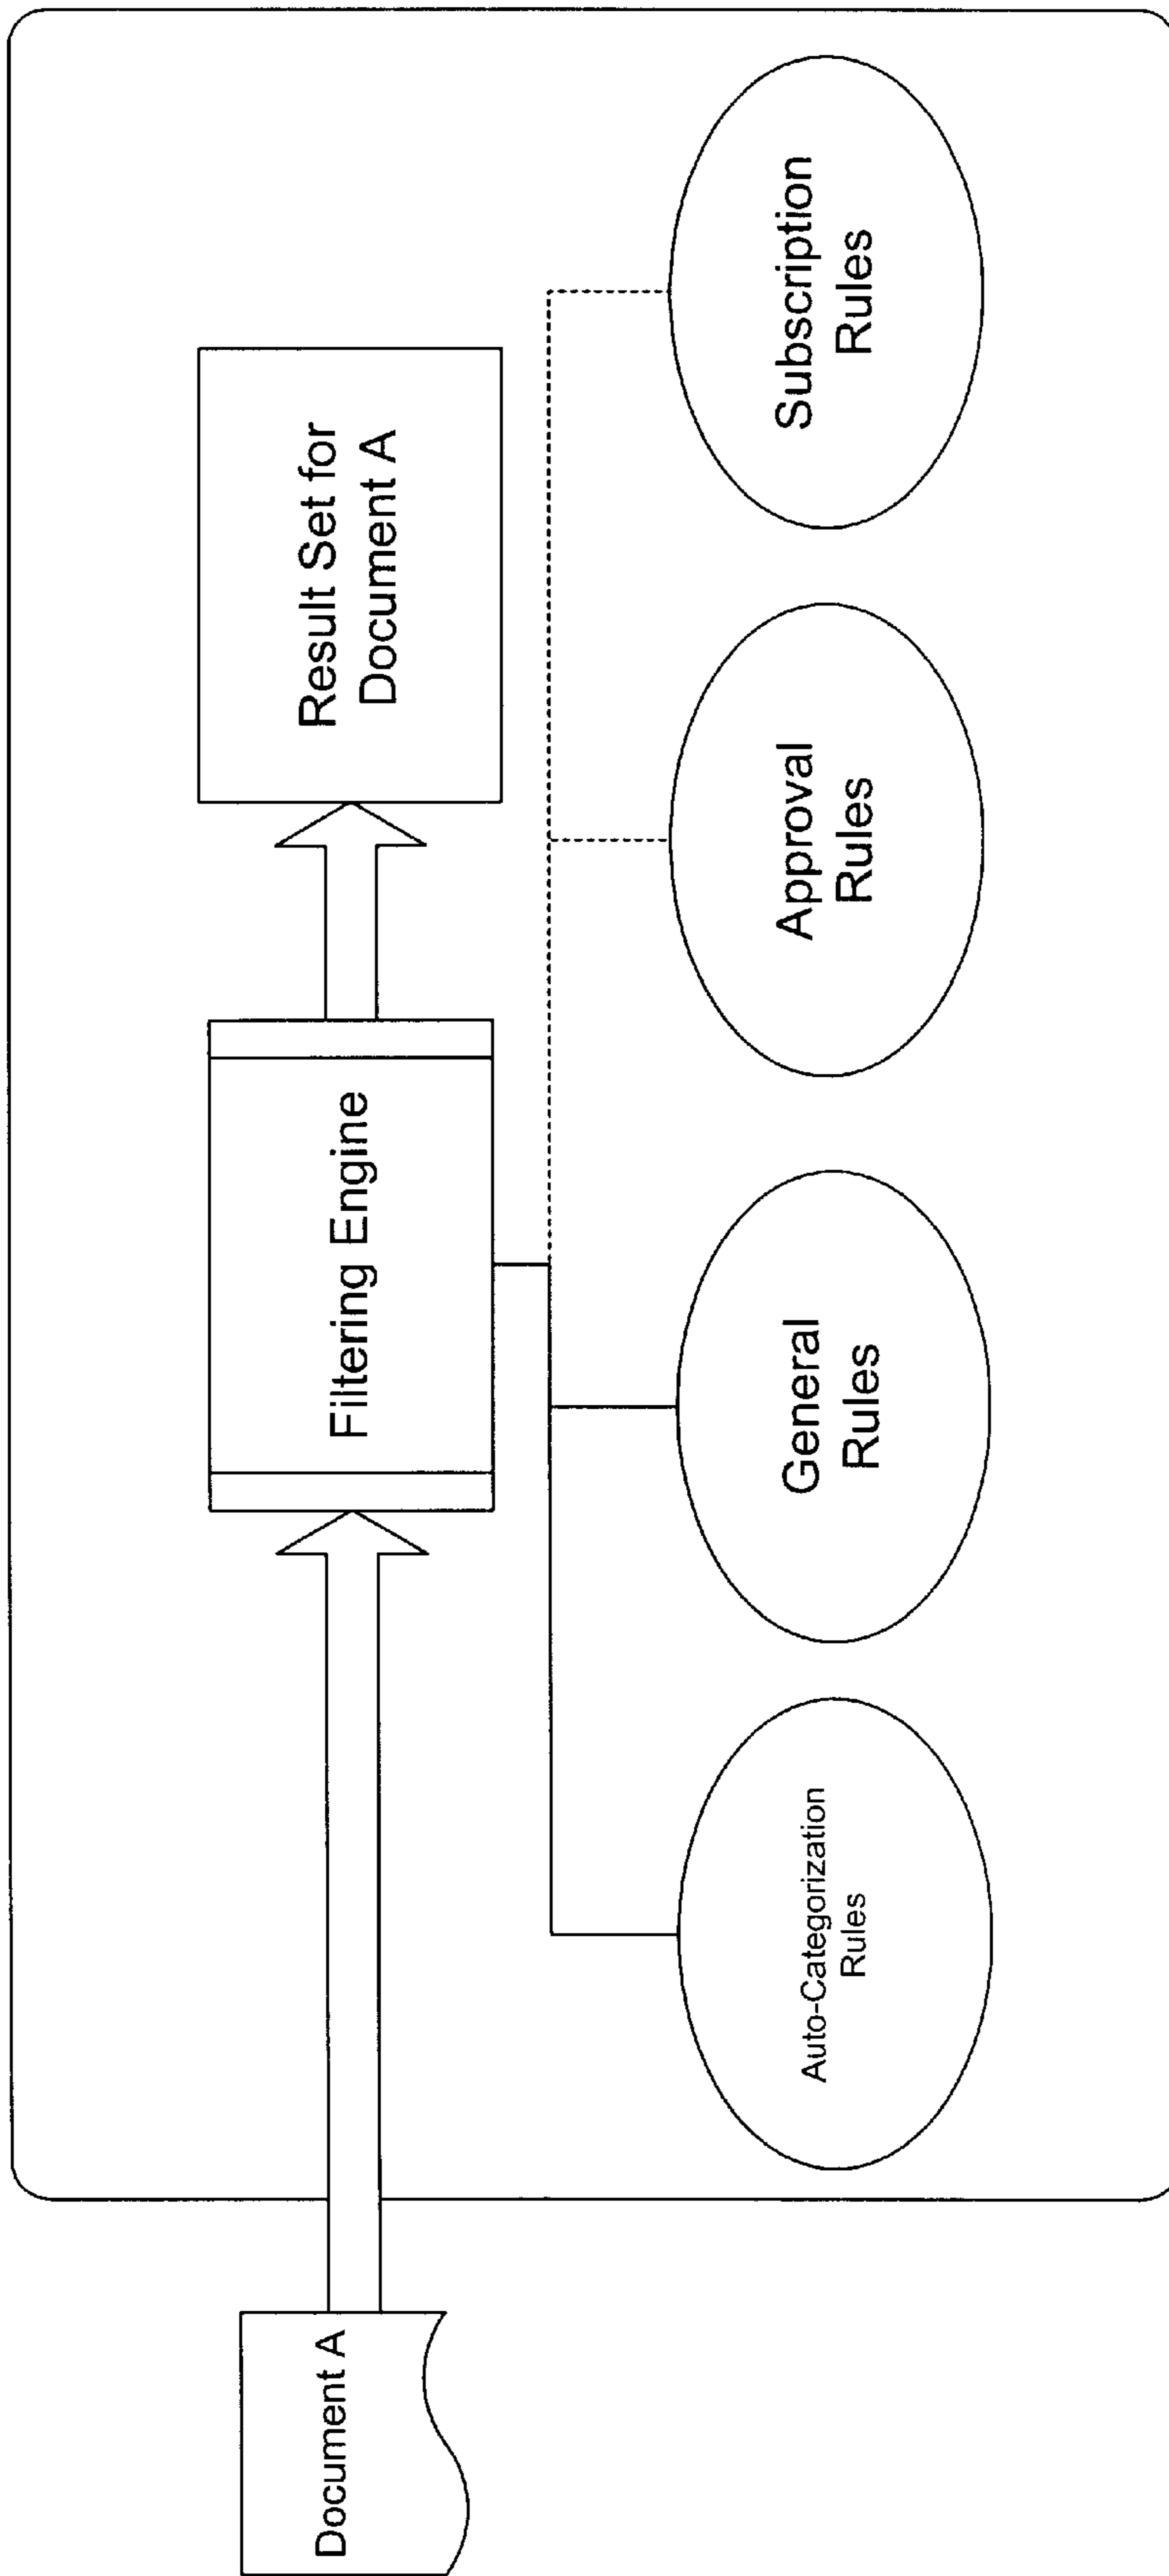 Document A
Filtering Engine
Result Set for
Document A
Auto-Categorization
Rules
General
Rules
Approval
Rules
Subscription
Rules